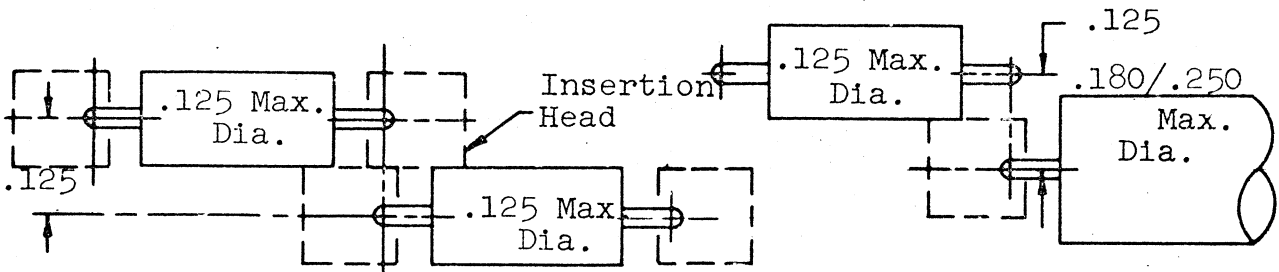 .125 Max.
Dia.
.125
Insertion
Head
.125 Max
Dia.
.125 Max.
Dia.
.125
.180/.250
Max.
Dia.